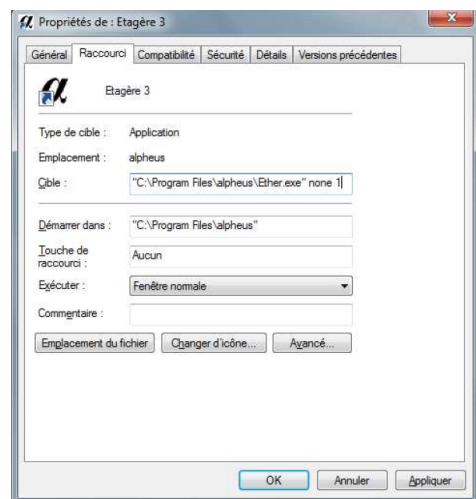 Propriétés de : Etagère 3
Général Raccourci Compatibilité Sécurité Détails Versions précédentes
Etagère 3
Type de cible : Application
Emplacement : alpheus
Cible : "C:\Program Files\alpheus\Ether.exe" none 1
Démarrer dans : "C:\Program Files\alpheus"
Touche de
raccourci : Aucun
Exécuter : Fenêtre normale
Commentaire :
Emplacement du fichier Changer d'icône... Avancé...
OK Annuler Appliquer